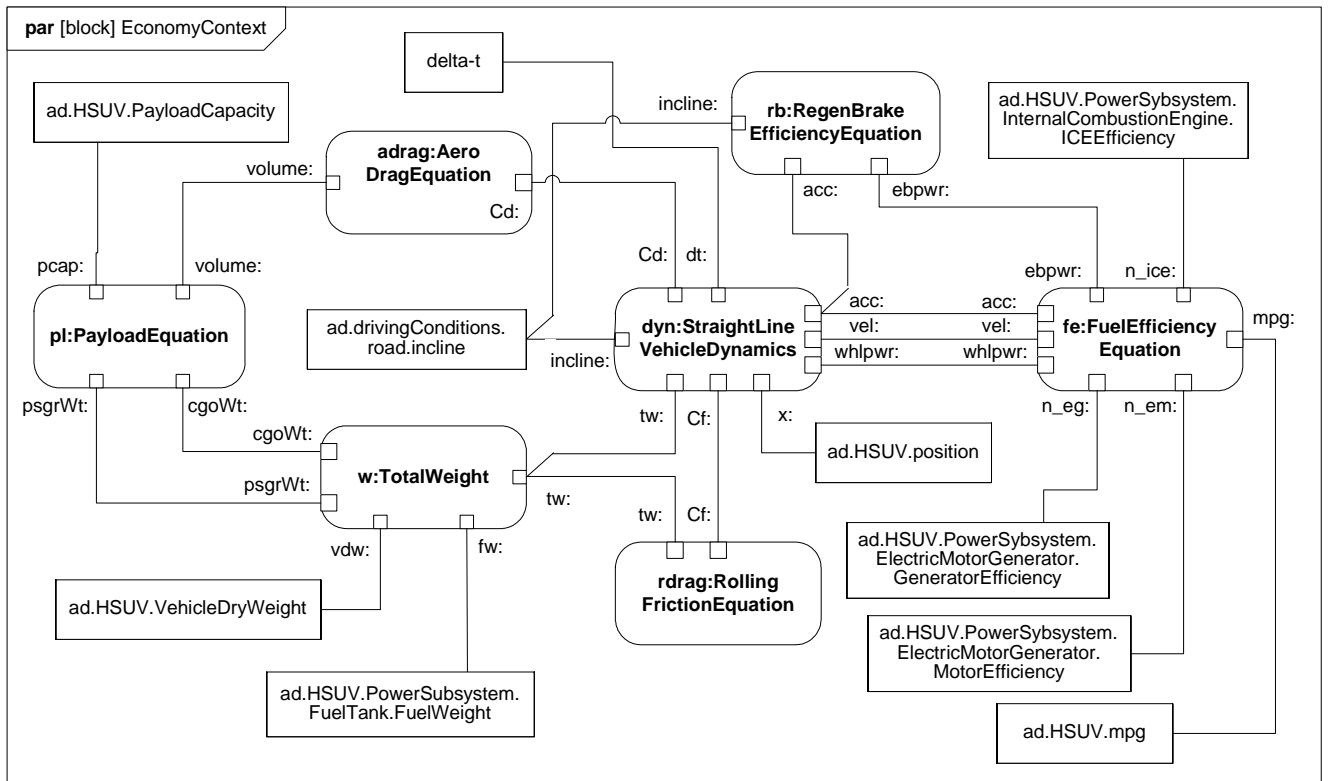 par [block] EconomyContext
delta-t
ad.HSUV.PayloadCapacity
incline:
rb:RegenBrake
EfficiencyEquation
ad.HSUV.PowerSybsystem.
InternalCombustionEngine.
ICEEfficiency
adrag:Aero
DragEquation
volume:
Cd:
acc:
ebpwr:
pcap:
volume:
Cd:
dt:
ebpwr:
n_ice:
pl:PayloadEquation
ad.drivingConditions.
road.incline
incline:
dyn:StraightLine
VehicleDynamics
acc:
vel:
whlpwr:
acc:
vel:
whlpwr:
fe:FuelEfficiency
Equation
mpg:
psgrWt:
cgoWt:
tw:
Cf:
x:
n_eg:
n_em:
cgoWt:
psgrWt:
w:TotalWeight
tw:
ad.HSUV.position
vdw:
fw:
tw:
Cf:
ad.HSUV.PowerSybsystem.
ElectricMotorGenerator.
GeneratorEfficiency
rdrag:Rolling
FrictionEquation
ad.HSUV.VehicleDryWeight
ad.HSUV.PowerSybsystem.
ElectricMotorGenerator.
MotorEfficiency
ad.HSUV.PowerSubsystem.
FuelTank.FuelWeight
ad.HSUV.mpg